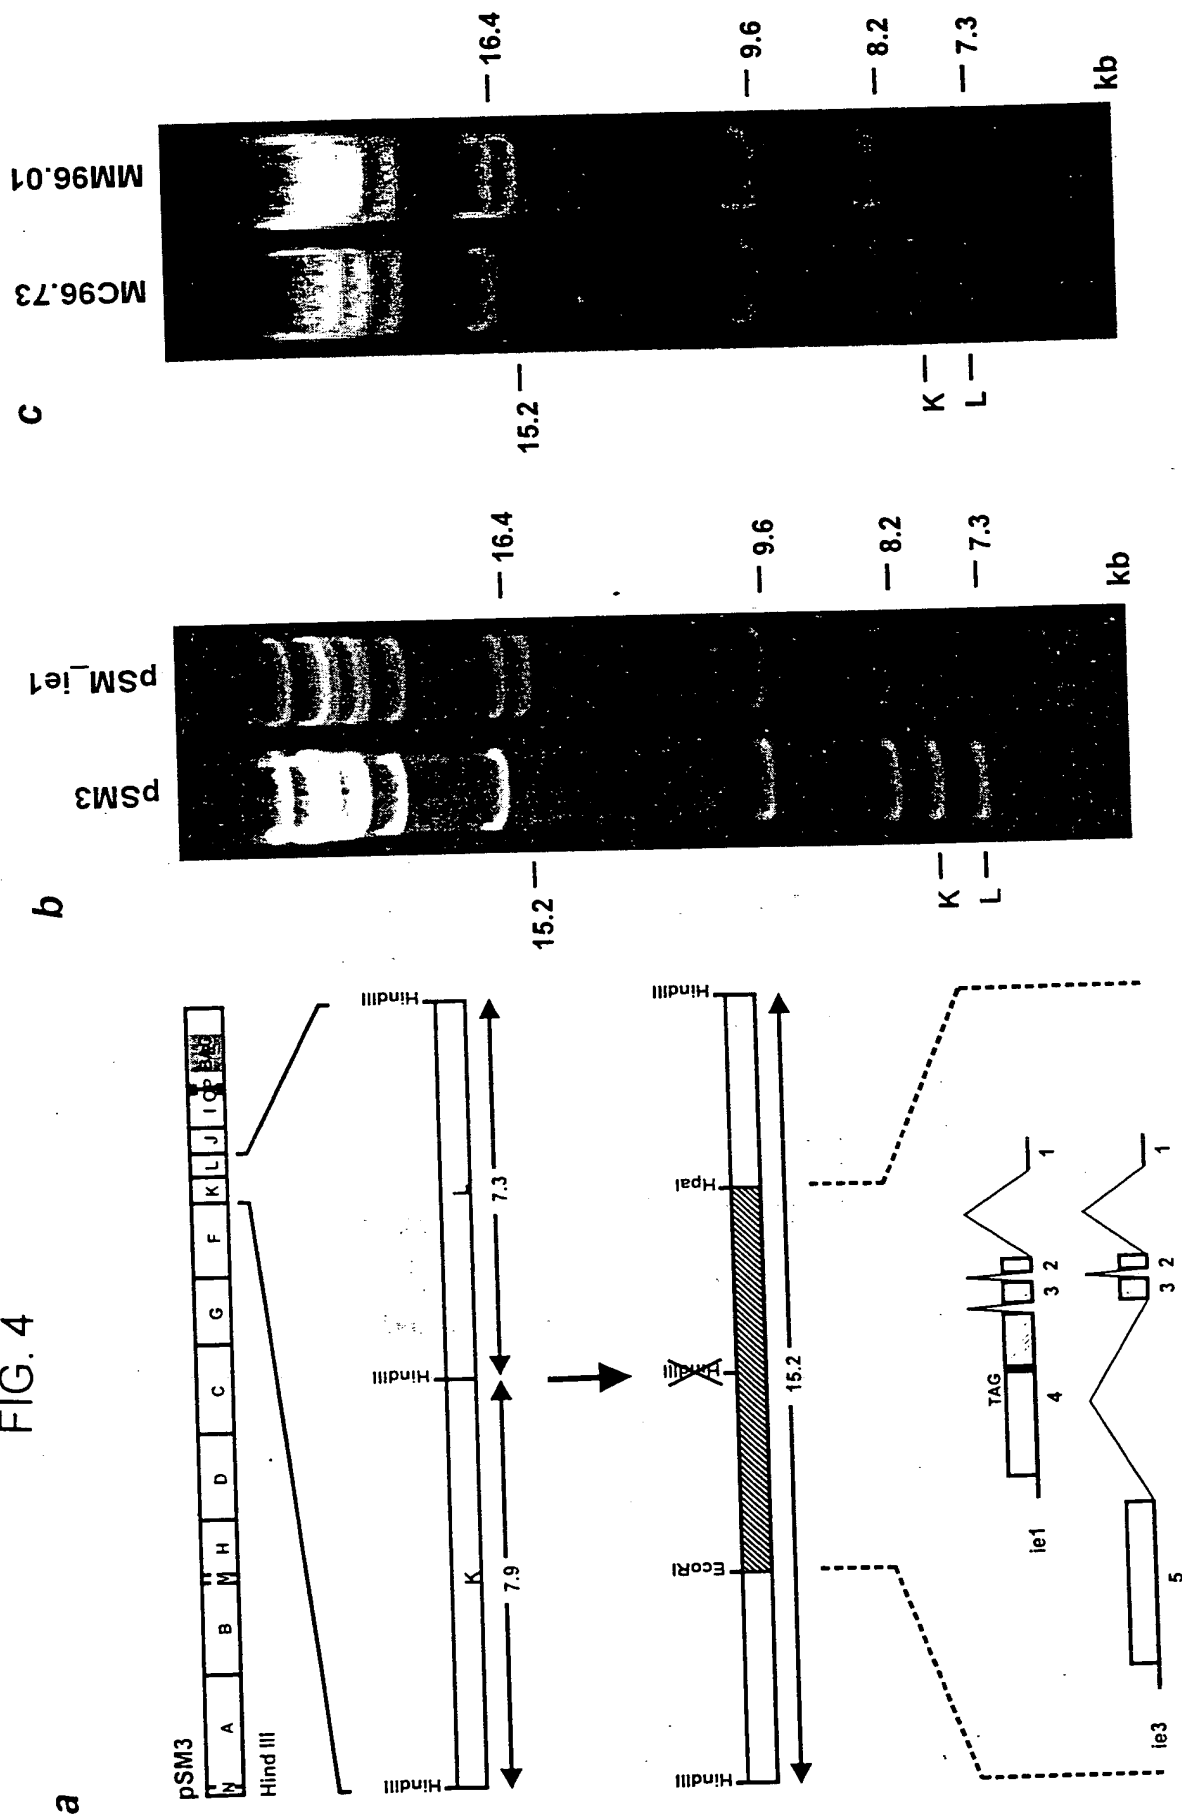 FIG. 4
a
pSM3
Hind III
N A B M H D C G F K L J I O P BAC
HindIII HindIII HindIII
K L
7.9 7.3
HindIII EcoRI HindIII HpaI HindIII
15.2
TAG
ie1 4 3 2 1
ie3 5 3 2 1
b
pSM3 pSM_ie1
15.2
K
L
16.4
9.6
8.2
7.3
kb
c
MC96.73 MM96.01
15.2
K
L
16.4
9.6
8.2
7.3
kb